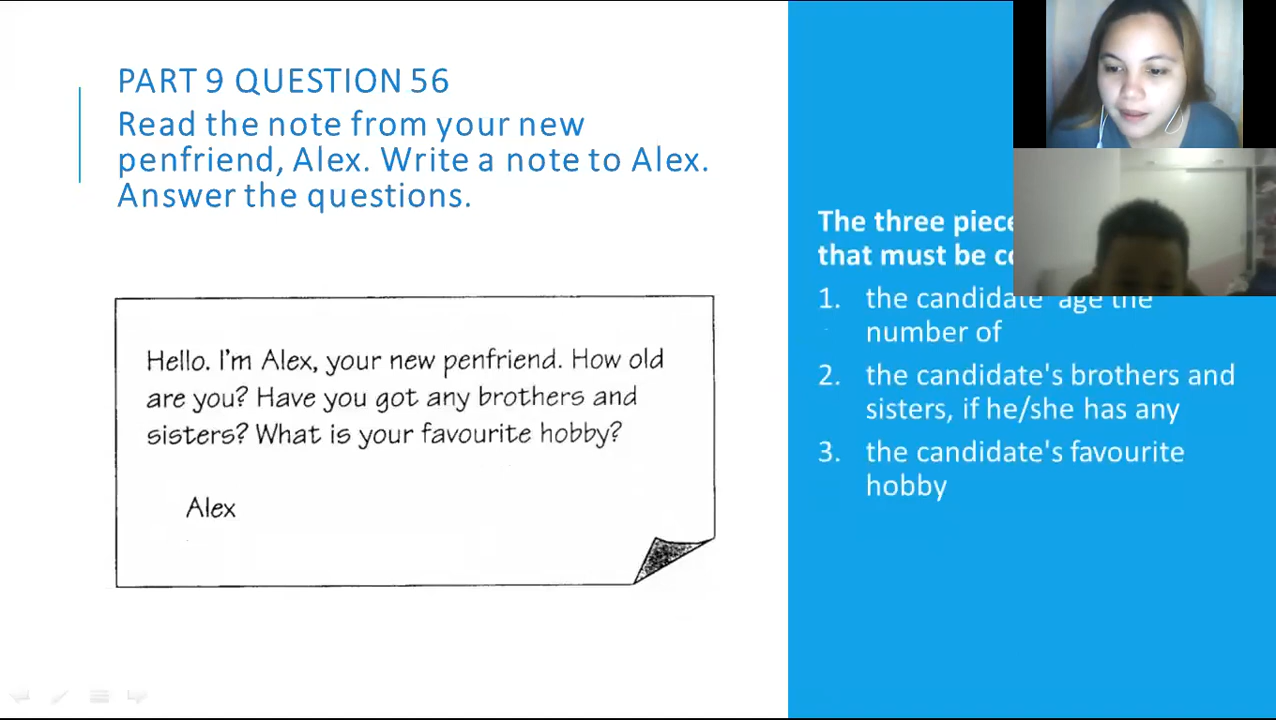 PART 9 QUESTION 56
Read the note from your new
penfriend, Alex. Write a note to Alex.
Answer the questions.
Hello. I'm Alex, your new penfriend. How old
are you? Have you got any brothers and
sisters? What is your favourite hobby?
Alex
The three
that must be
1. the candidate age the
number of
2. the candidate's brothers and
sisters, if he/she has any
3. the candidate's favourite
hobby